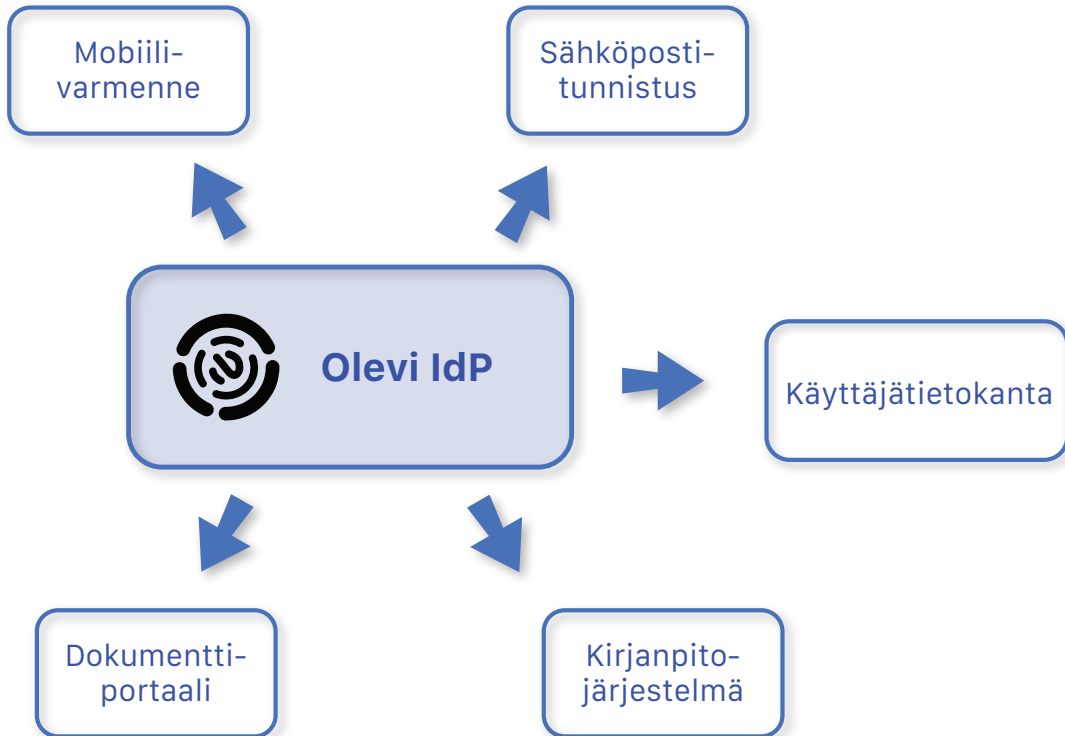 Mobiili-
varmenne
Sähköposti-
tunnistus
Olevi IdP
Käyttäjätietokanta
Dokumentti-
portaali
Kirjanpito-
järjestelmä